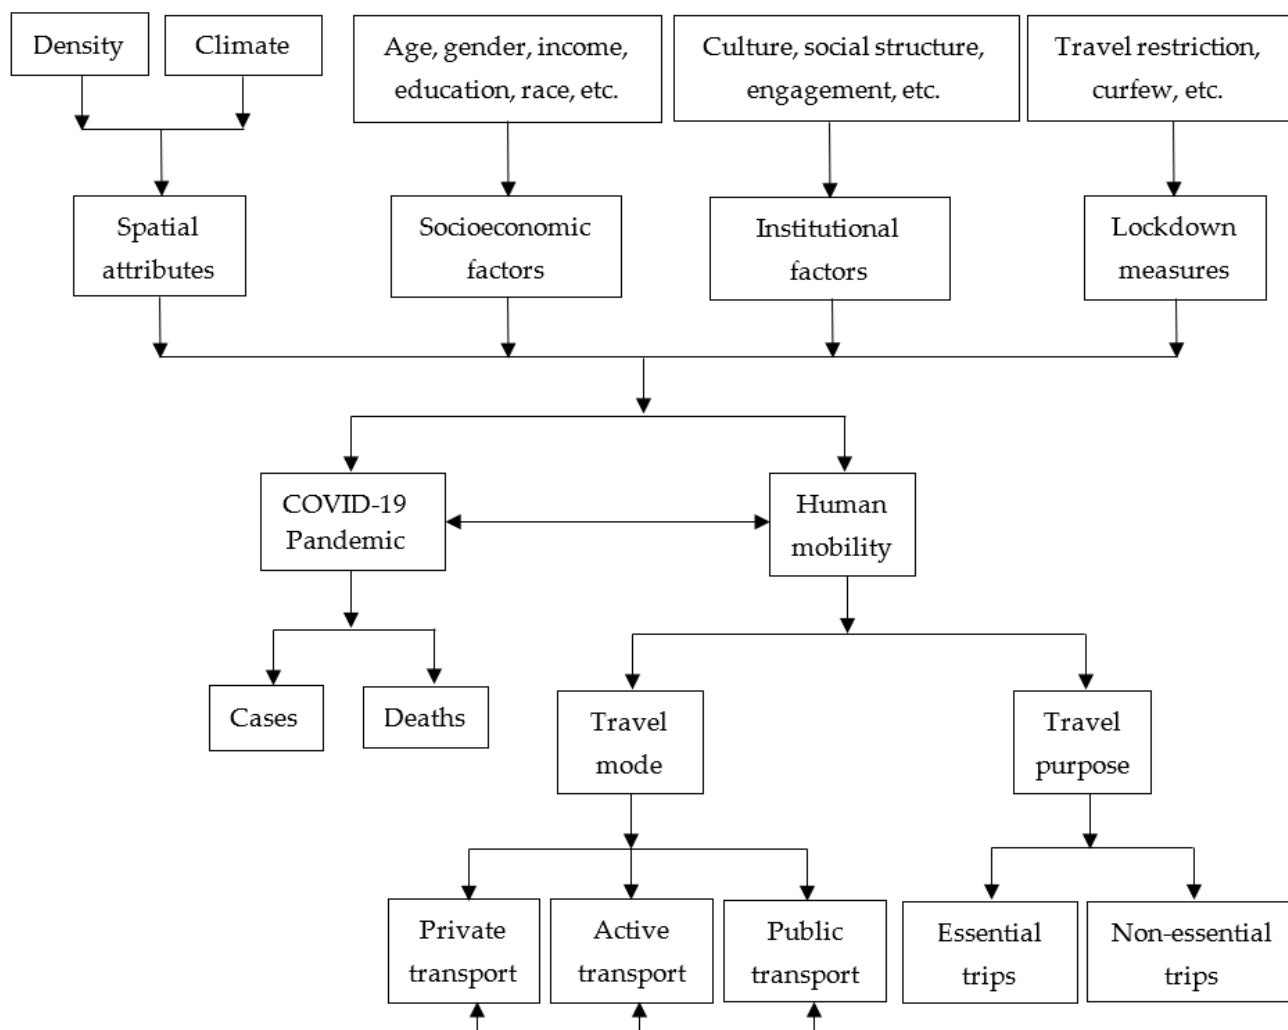 Density
Climate
Age, gender, income,
education, race, etc.
Culture, social structure,
engagement, etc.
Travel restriction,
curfew, etc.
Spatial
attributes
Socioeconomic
factors
Institutional
factors
Lockdown
measures
COVID-19
Pandemic
Human
mobility
Cases
Deaths
Travel
mode
Travel
purpose
Private
transport
Active
transport
Public
transport
Essential
trips
Non-essential
trips